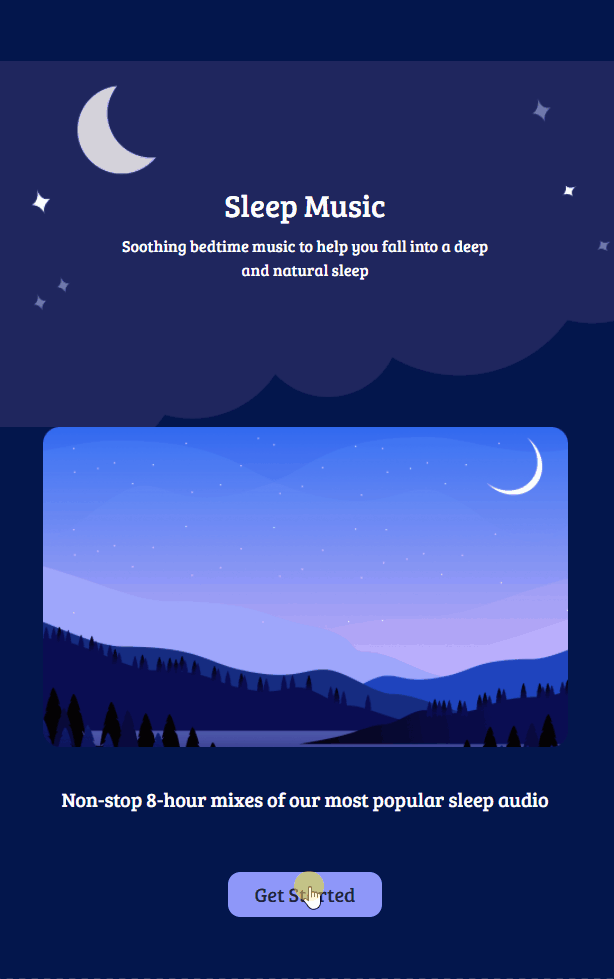 Sleep Music
Soothing bedtime music to help you fall into a deep
and natural sleep
Non-stop 8-hour mixes of our most popular sleep audio
Get Started